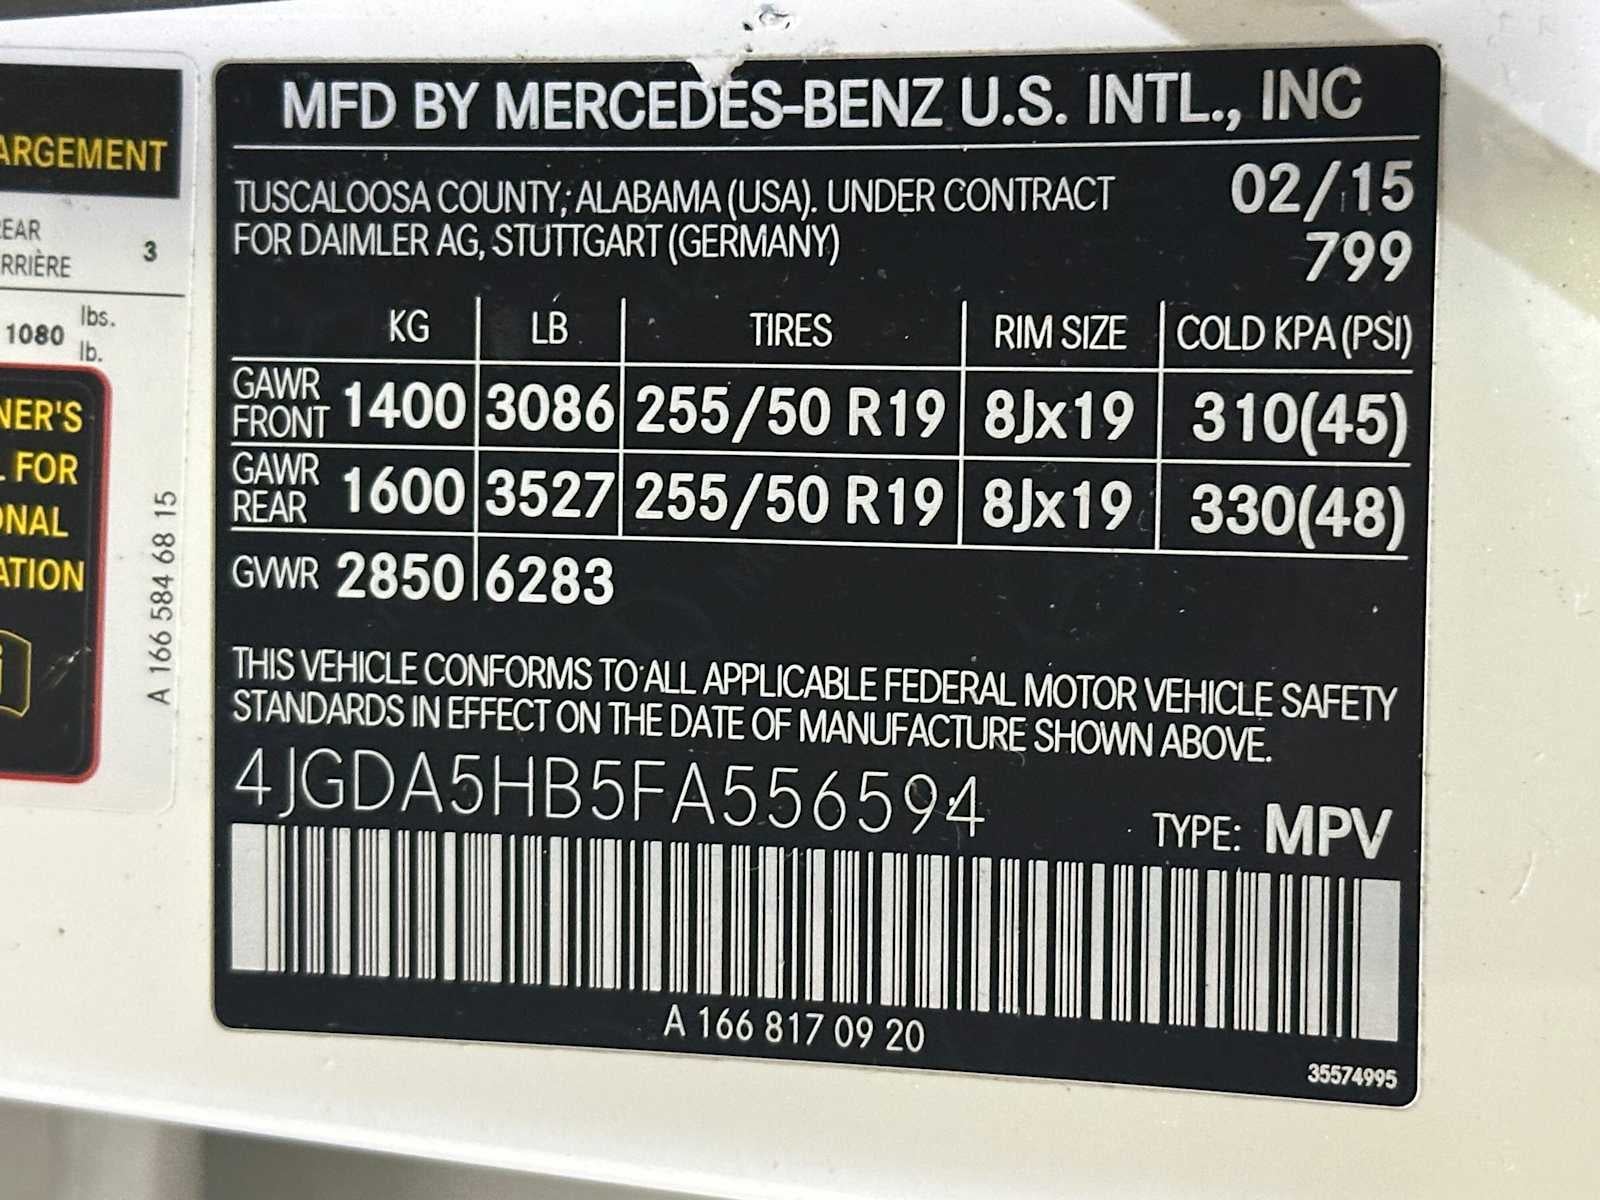 ARGEMENT
EAR
RRIÈRE
3
1080 lbs.
lb.
NER'S
L FOR
ONAL
ATION
i
A 166 584 68 15
MFD BY MERCEDES-BENZ U.S. INTL., INC
TUSCALOOSA COUNTY, ALABAMA (USA). UNDER CONTRACT
FOR DAIMLER AG, STUTTGART (GERMANY)
02/15
799
KG LB TIRES RIM SIZE COLD KPA (PSI)
GAWR FRONT 1400 3086 255/50 R19 8Jx19 310(45)
GAWR REAR 1600 3527 255/50 R19 8Jx19 330(48)
GVWR 2850 6283
THIS VEHICLE CONFORMS TO ALL APPLICABLE FEDERAL MOTOR VEHICLE SAFETY
STANDARDS IN EFFECT ON THE DATE OF MANUFACTURE SHOWN ABOVE.
4JGDA5HB5FA556594
TYPE: MPV
A 166 817 09 20
35574995